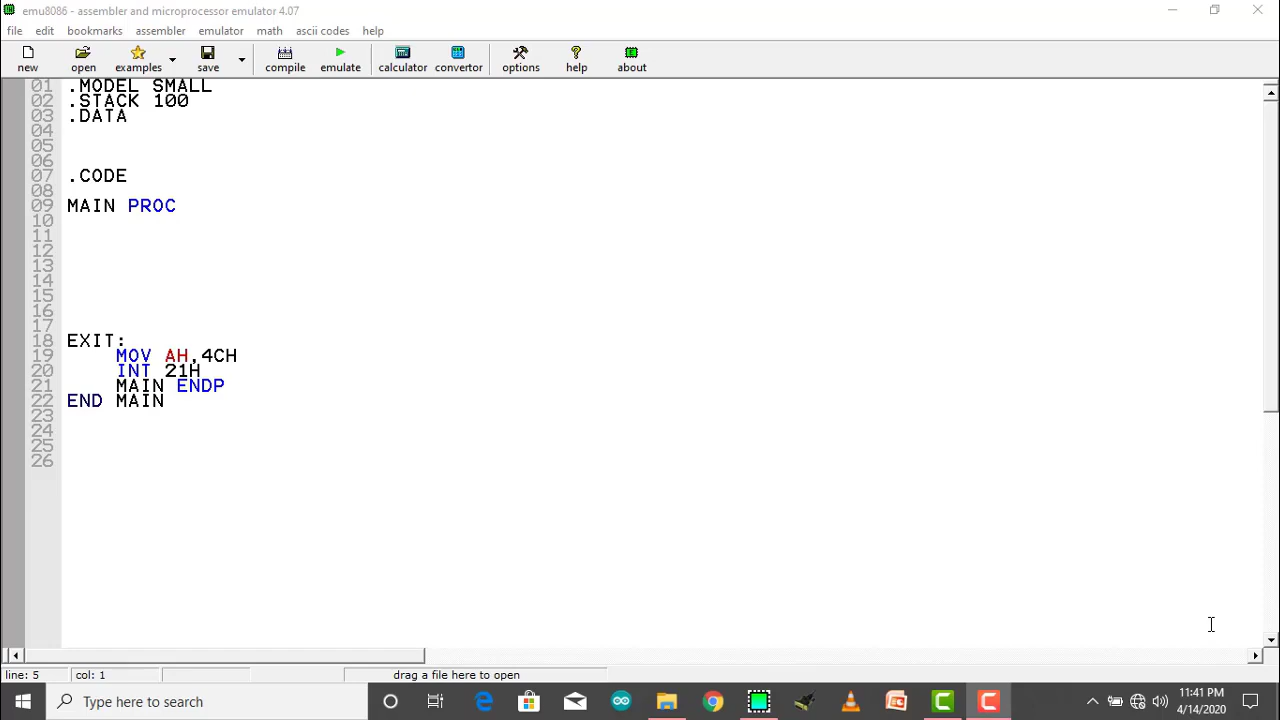 emu8086 - assembler and microprocessor emulator 4.07
file edit bookmarks assembler emulator math ascii codes help
new open examples save compile emulate calculator convertor options help about
01 .MODEL SMALL
02 .STACK 100
03 .DATA
04
05
06
07 .CODE
08
09 MAIN PROC
10
11
12
13
14
15
16
17
18 EXIT:
19 MOV AH,4CH
20 INT 21H
21 MAIN ENDP
22 END MAIN
23
24
25
26
line: 5 col: 1 drag a file here to open
Type here to search 11:41 PM
4/14/2020